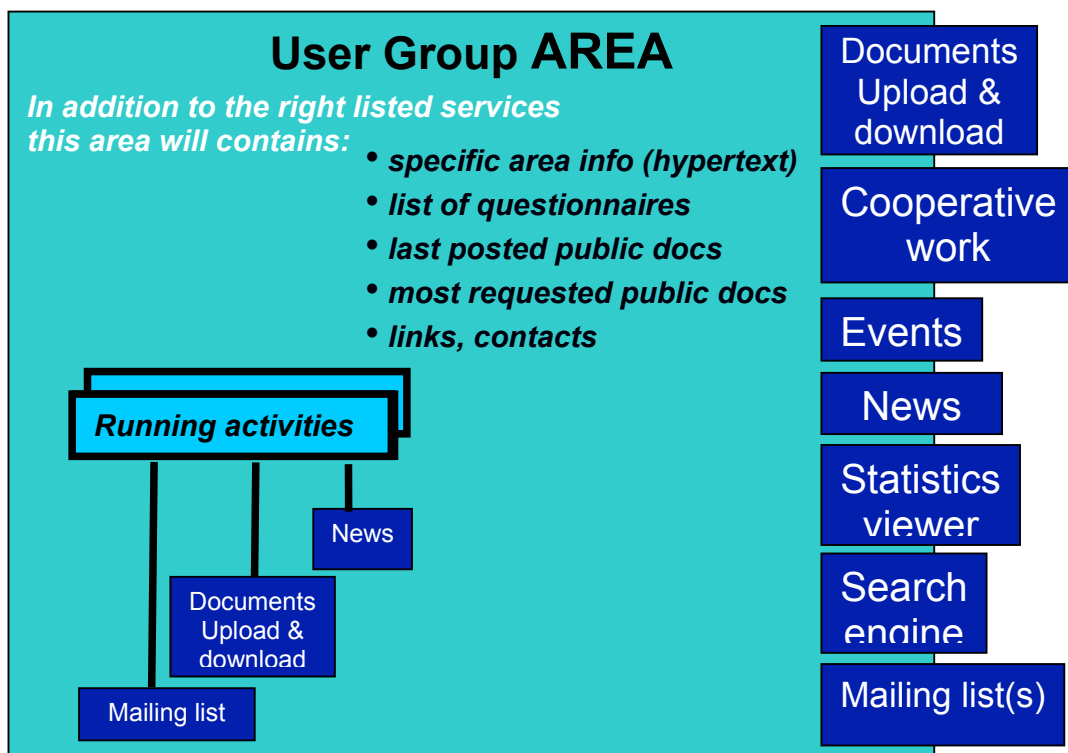 User Group AREA
In addition to the right listed services
this area will contains:
• specific area info (hypertext)
• list of questionnaires
• last posted public docs
• most requested public docs
• links, contacts
Running activities
News
Documents
Upload &
download
Mailing list
Documents
Upload &
download
Cooperative
work
Events
News
Statistics
viewer
Search
engine
Mailing list(s)